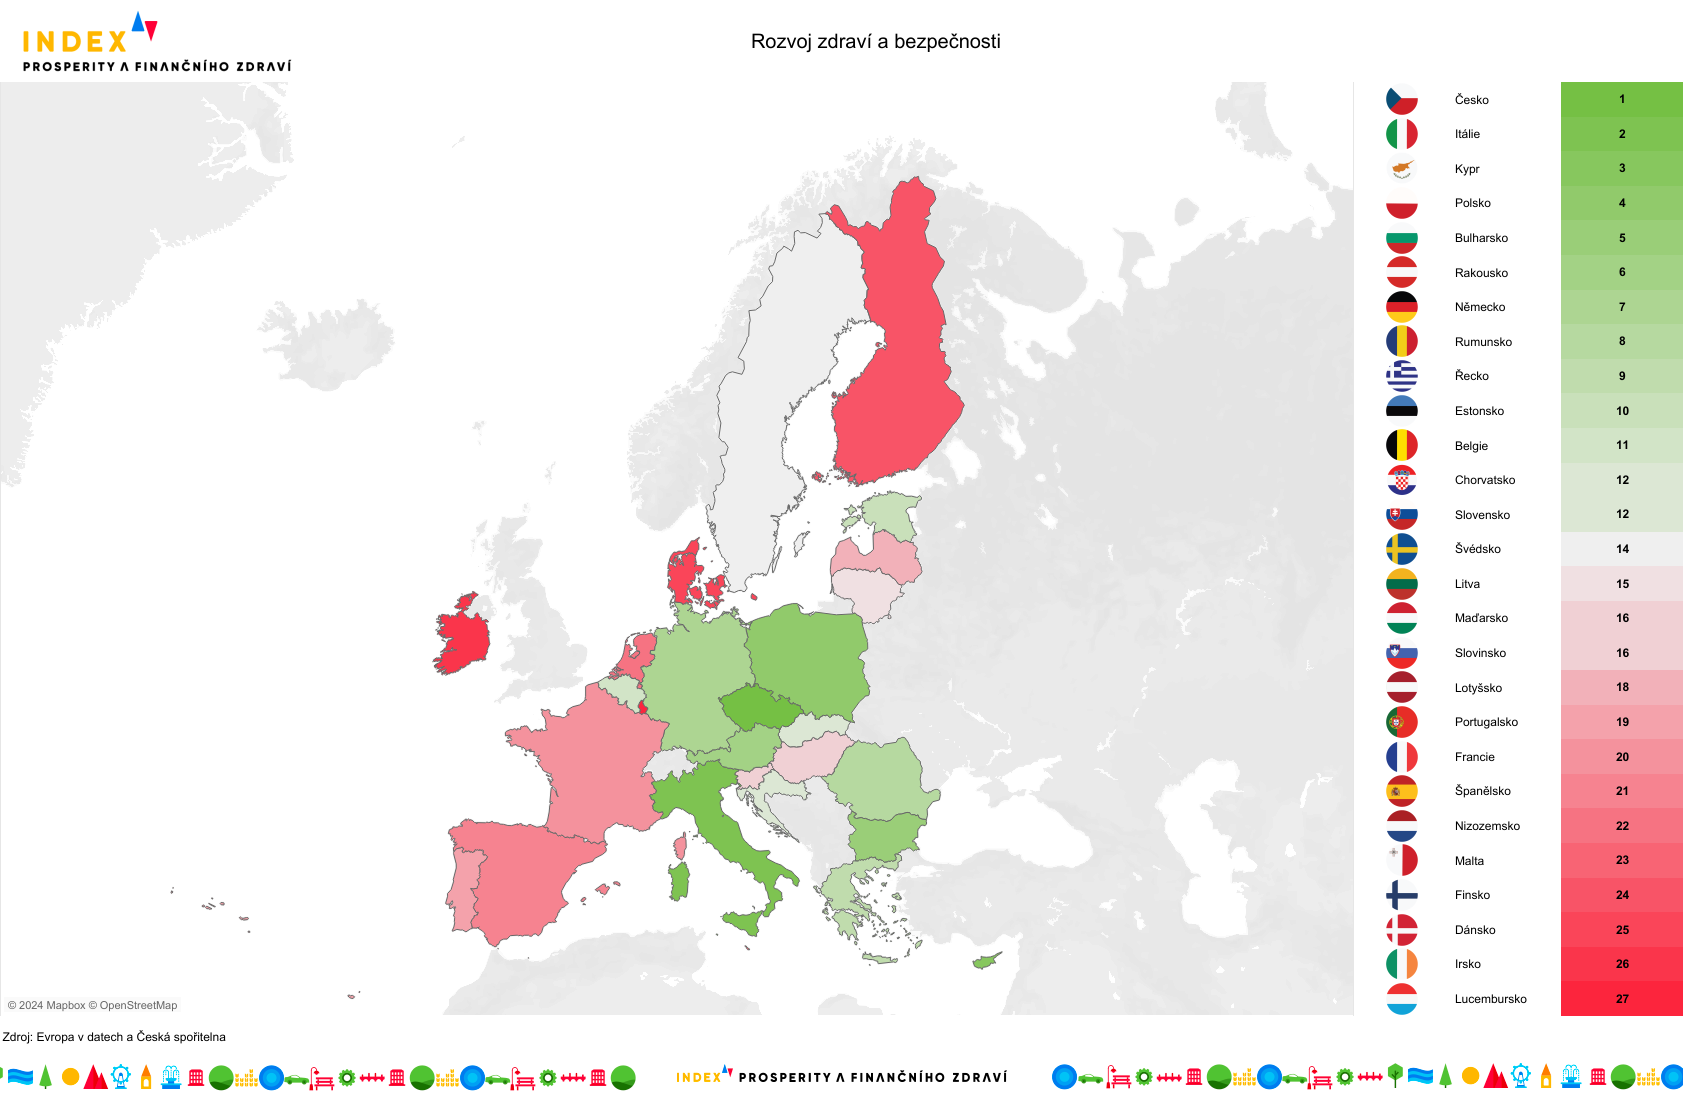 INDEX
PROSPERITY A FINANČNÍHO ZDRAVÍ
Rozvoj zdraví a bezpečnosti
Česko 1
Itálie 2
Kypr 3
Polsko 4
Bulharsko 5
Rakousko 6
Německo 7
Rumunsko 8
Řecko 9
Estonsko 10
Belgie 11
Chorvatsko 12
Slovensko 12
Švédsko 14
Litva 15
Maďarsko 16
Slovinsko 16
Lotyšsko 18
Portugalsko 19
Francie 20
Španělsko 21
Nizozemsko 22
Malta 23
Finsko 24
Dánsko 25
Irsko 26
Lucembursko 27
© 2024 Mapbox © OpenStreetMap
Zdroj: Evropa v datech a Česká spořitelna
INDEX PROSPERITY A FINANČNÍHO ZDRAVÍ